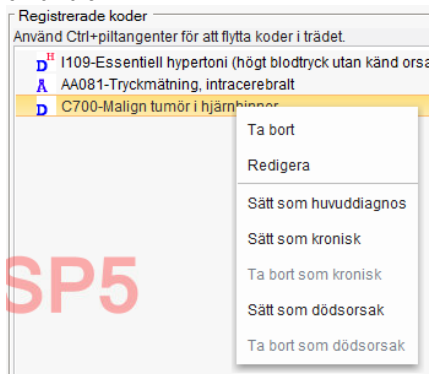 Registrerade koder
Använd Ctrl+piltangenter för att flytta koder i trädet.
D H I109-Essentiell hypertoni (högt blodtryck utan känd orsa
Å AA081-Tryckmätning, intracerebralt
D C700-Malign tumör i hjärnhinnor
Ta bort
Redigera
Sätt som huvuddiagnos
Sätt som kronisk
Ta bort som kronisk
Sätt som dödsorsak
Ta bort som dödsorsak
SP5